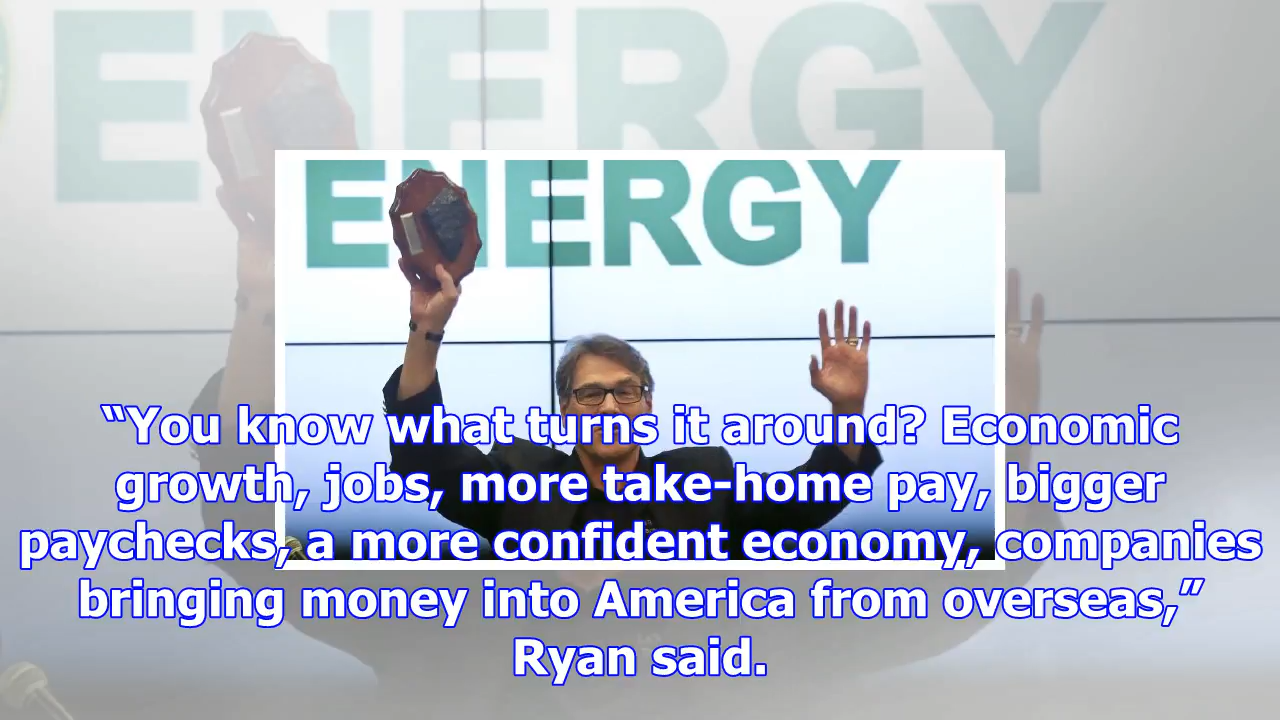 ENERGY
ENERGY
“You know what turns it around? Economic
growth, jobs, more take-home pay, bigger
paychecks, a more confident economy, companies
bringing money into America from overseas,”
Ryan said.